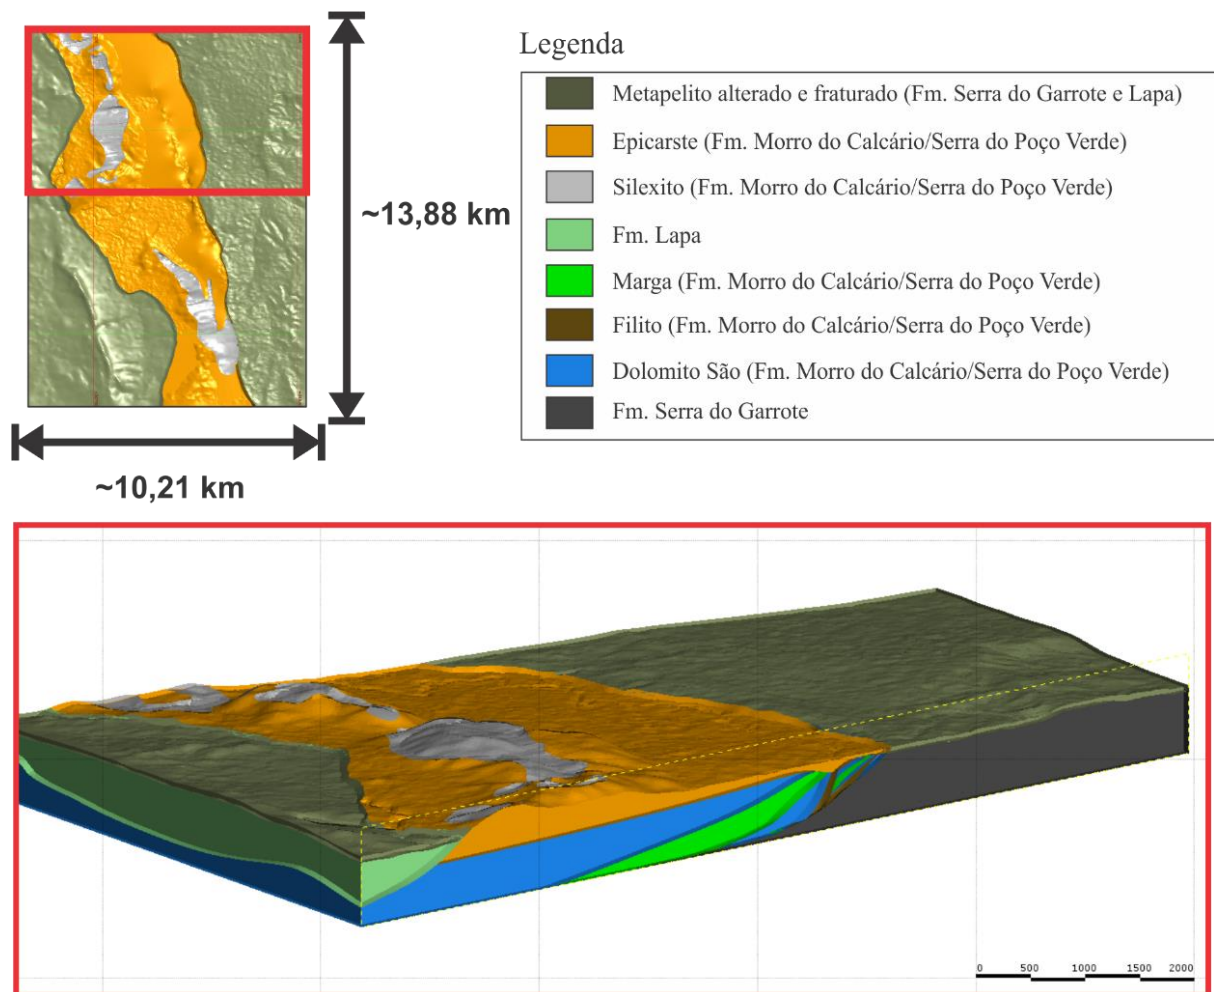 ~13,88 km
~10,21 km
Legenda
Metapelito alterado e fraturado (Fm. Serra do Garrote e Lapa)
Epicarste (Fm. Morro do Calcário/Serra do Poço Verde)
Silexito (Fm. Morro do Calcário/Serra do Poço Verde)
Fm. Lapa
Marga (Fm. Morro do Calcário/Serra do Poço Verde)
Filito (Fm. Morro do Calcário/Serra do Poço Verde)
Dolomito São (Fm. Morro do Calcário/Serra do Poço Verde)
Fm. Serra do Garrote
0 500 1000 1500 2000